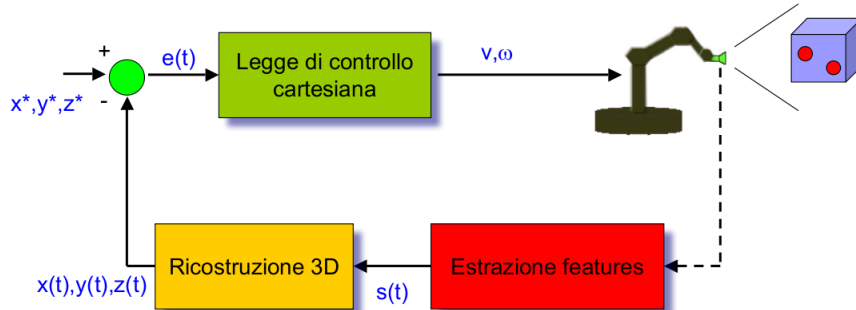 +
e(t)
Legge di controllo
cartesiana
v,ω
x*,y*,z*
-
x(t),y(t),z(t)
Ricostruzione 3D
s(t)
Estrazione features